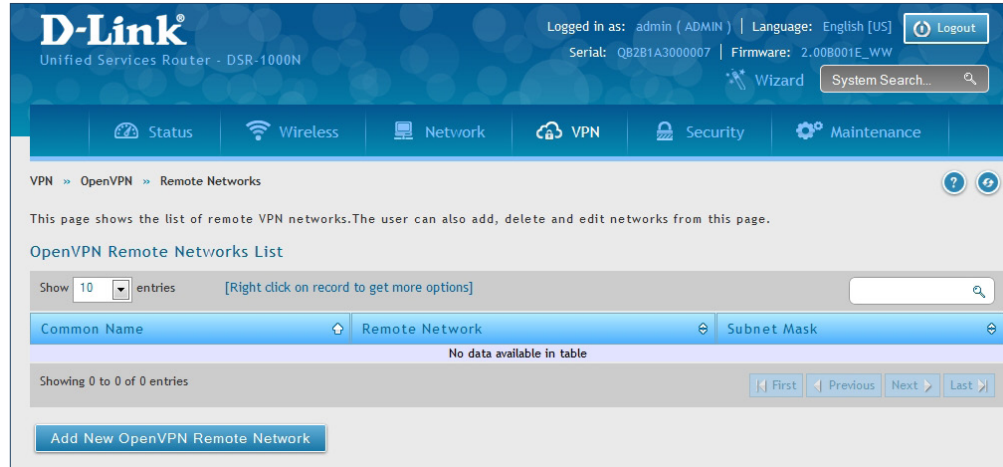 D-Link®
Unified Services Router - DSR-1000N
Logged in as: admin ( ADMIN ) | Language: English [US]
Logout
Serial: QB2B1A3000007 | Firmware: 2.00B001E_WW
Wizard
System Search...
Status Wireless Network VPN Security Maintenance
VPN » OpenVPN » Remote Networks
?
This page shows the list of remote VPN networks.The user can also add, delete and edit networks from this page.
OpenVPN Remote Networks List
Show 10 entries [Right click on record to get more options]
Common Name Remote Network Subnet Mask
No data available in table
Showing 0 to 0 of 0 entries
First Previous Next Last
Add New OpenVPN Remote Network